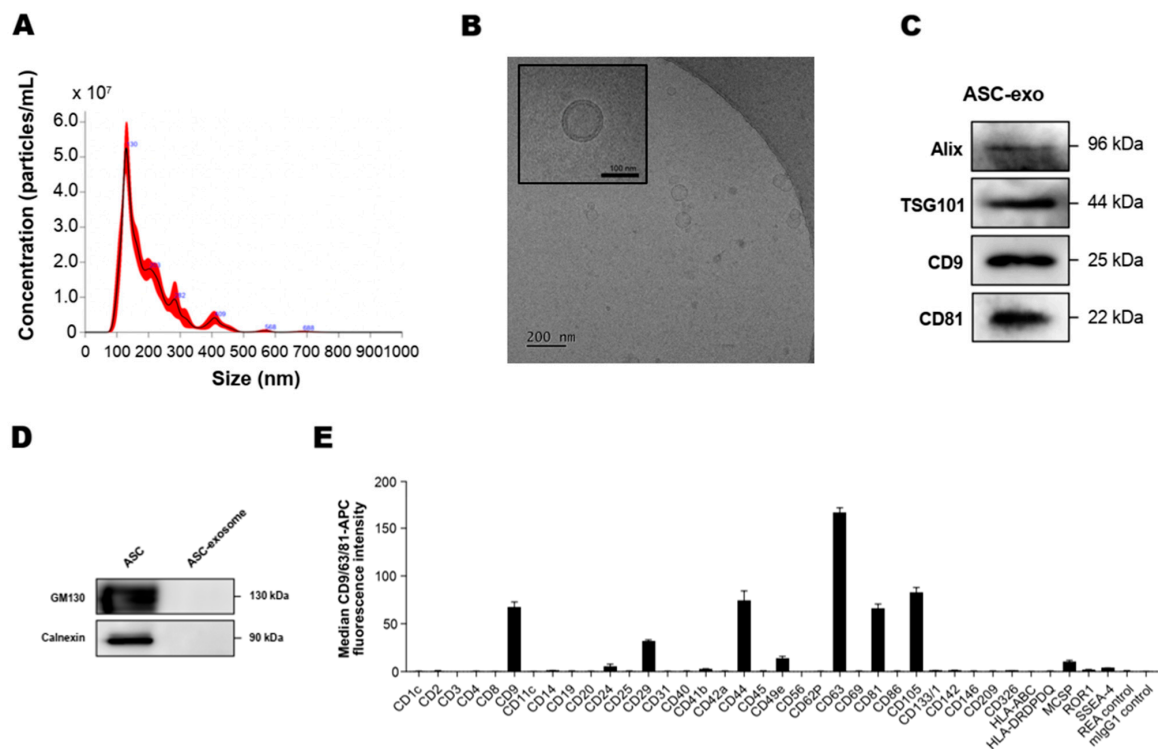 A
Concentration (particles/mL)
x 10⁷
6.0
5.0
4.0
3.0
2.0
1.0
0
0 100 200 300 400 500 600 700 800 900 1000
Size (nm)
568
688
B
100 nm
200 nm
C
ASC-exo
Alix 96 kDa
TSG101 44 kDa
CD9 25 kDa
CD81 22 kDa
D
ASC ASC-exosome
GM130 130 kDa
Calnexin 90 kDa
E
Median CD9/63/81-APC
fluorescence intensity
200
150
100
50
0
CD1c
CD2
CD3
CD4
CD8
CD9
CD11c
CD14
CD19
CD20
CD24
CD25
CD29
CD31
CD40
CD41b
CD42a
CD44
CD45
CD49e
CD56
CD62P
CD63
CD69
CD81
CD86
CD105
CD133/1
CD142
CD146
CD209
CD326
HLA-ABC
HLA-DRDPDQ
MCSP
ROR1
SSEA-4
REA control
mIgG1 control